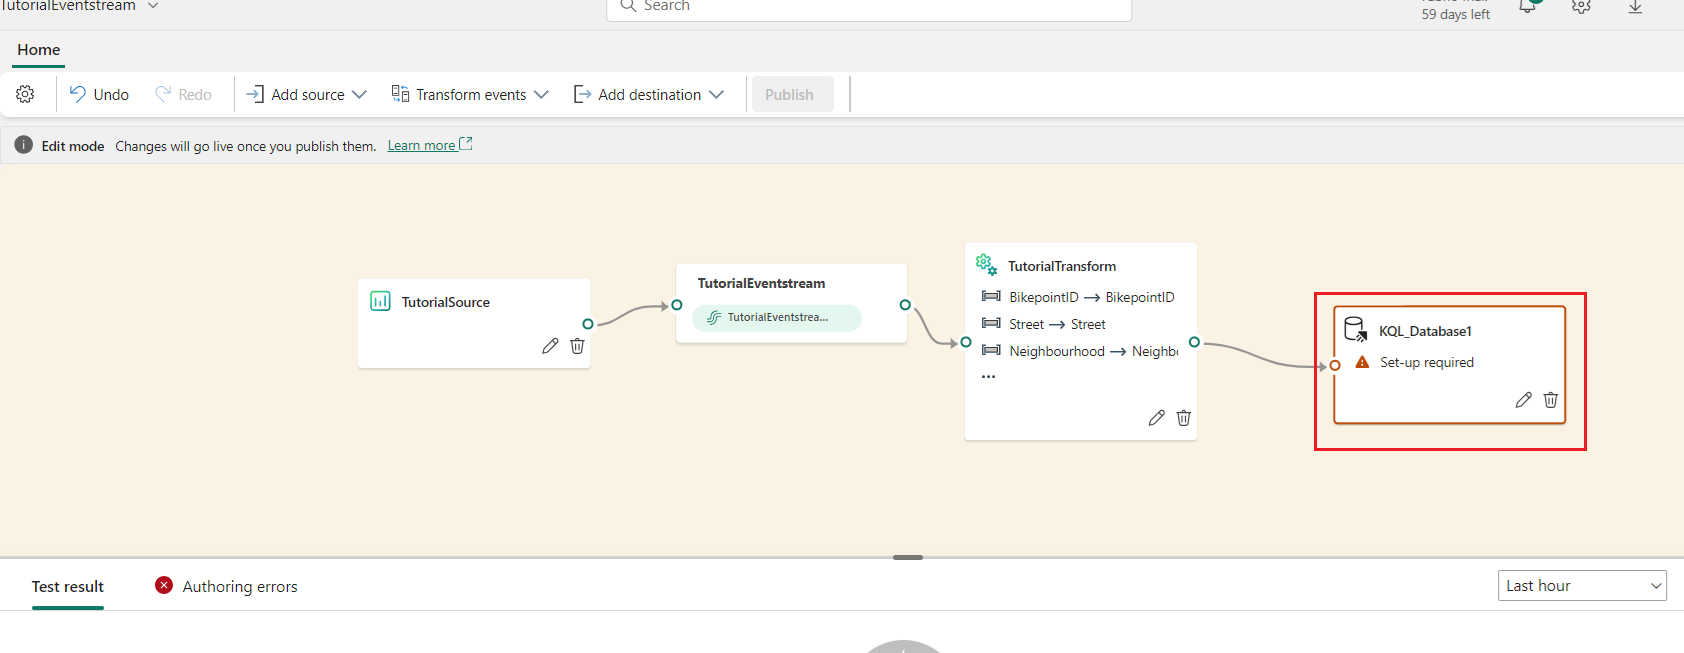 TutorialEventstream
Search
59 days left
Home
Undo
Redo
Add source
Transform events
Add destination
Publish
Edit mode Changes will go live once you publish them. Learn more
TutorialSource
TutorialEventstream
TutorialEventstrea...
TutorialTransform
BikepointID → BikepointID
Street → Street
Neighbourhood → Neighb
...
KQL_Database1
Set-up required
Test result
Authoring errors
Last hour